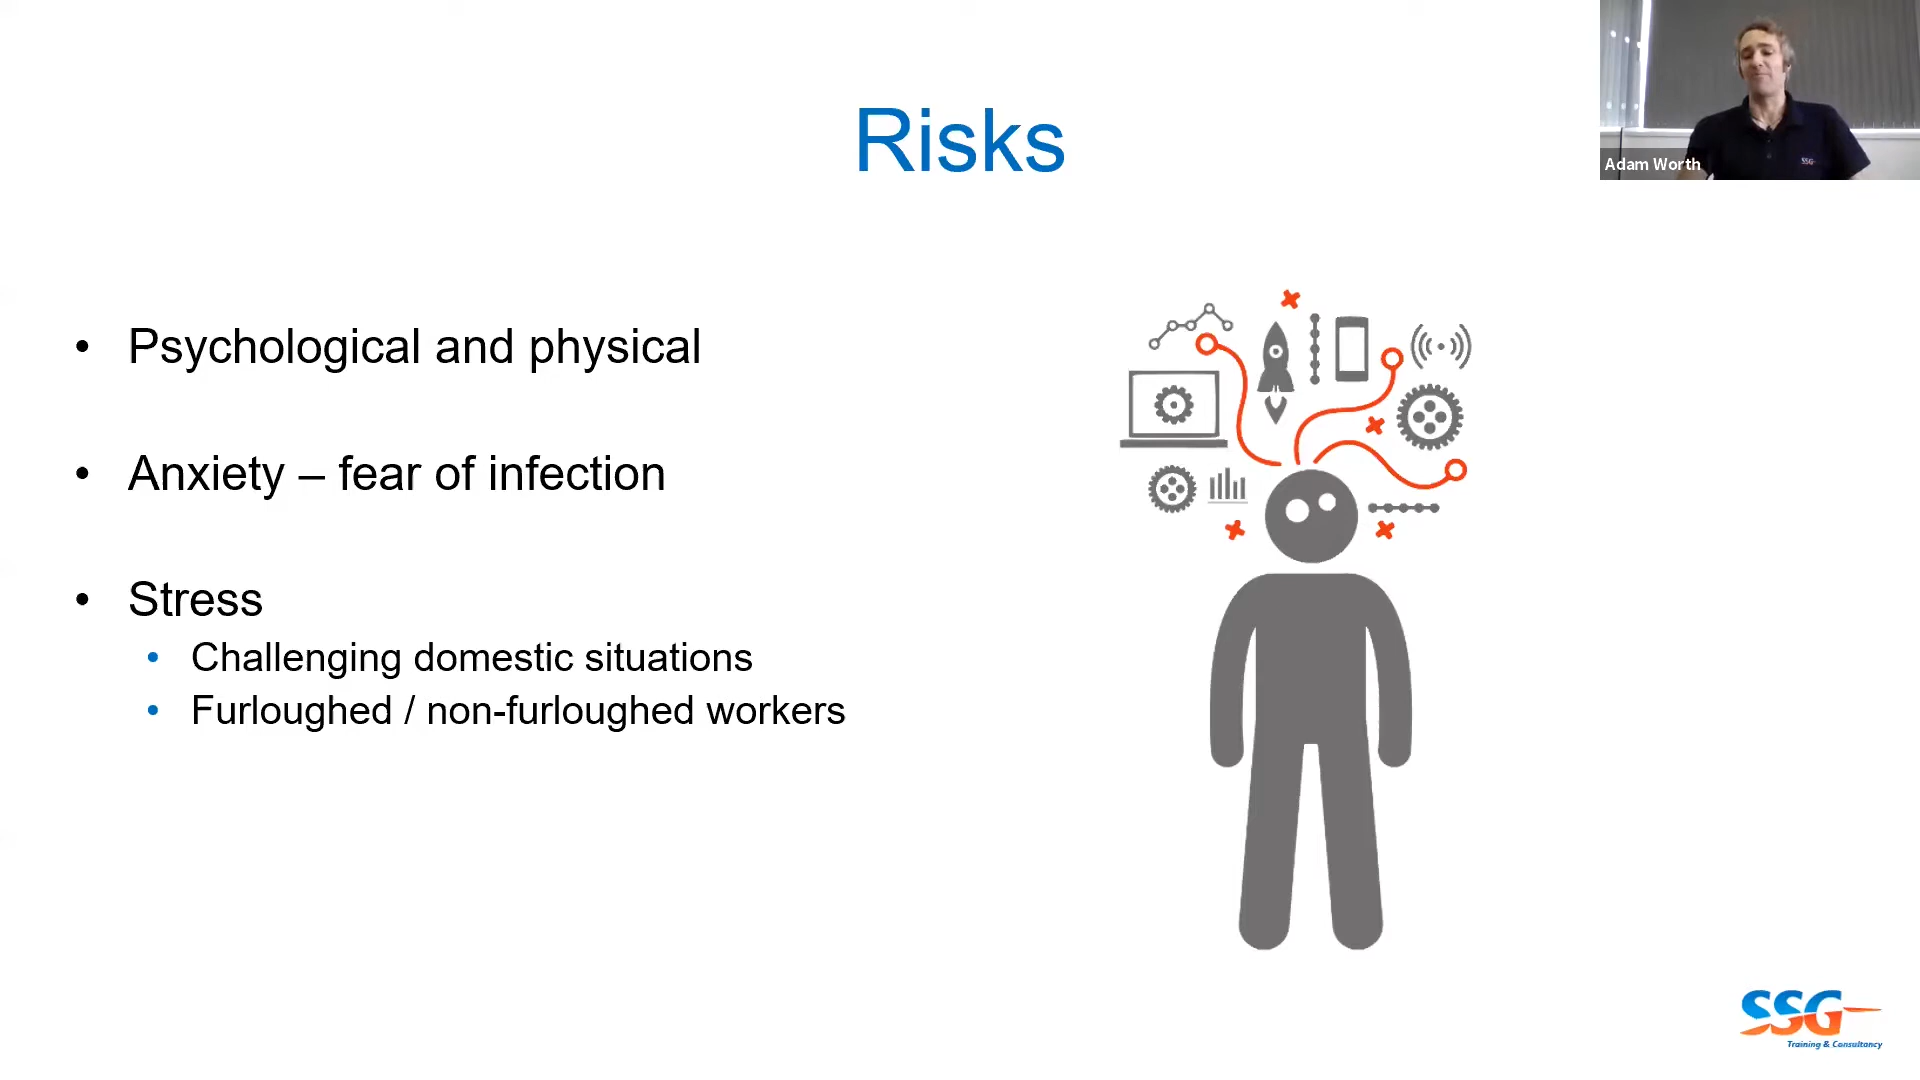 Risks
Adam Worth
SSG
• Psychological and physical
• Anxiety – fear of infection
• Stress
• Challenging domestic situations
• Furloughed / non-furloughed workers
SSG
Training & Consultancy